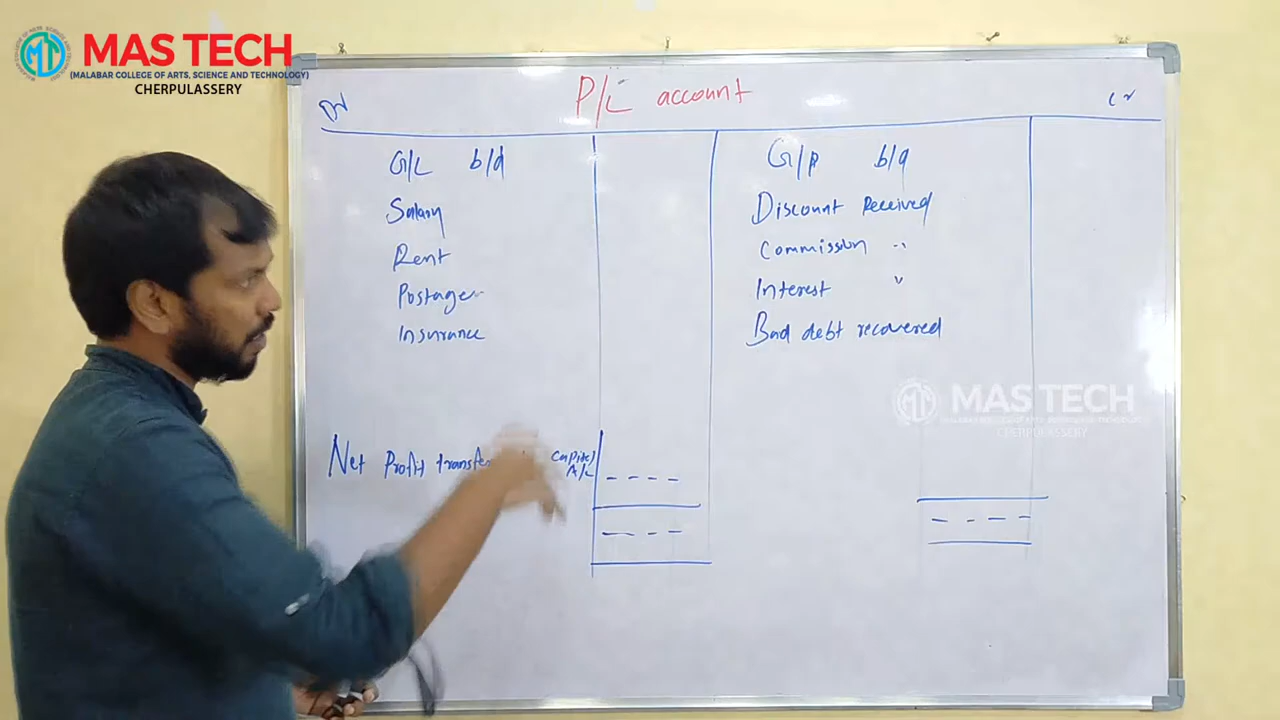 MAS TECH
(MALABAR COLLEGE OF ARTS, SCIENCE AND TECHNOLOGY)
CHERPULASSERY
P/L account
Dr
Cr
G/L b/d
Salary
Rent
Postage
Insurance
Net Profit transfer capital A/C
G/P b/d
Discount Received
Commission "
Interest "
Bad debt recovered
MAS TECH
CHERPULASSERY